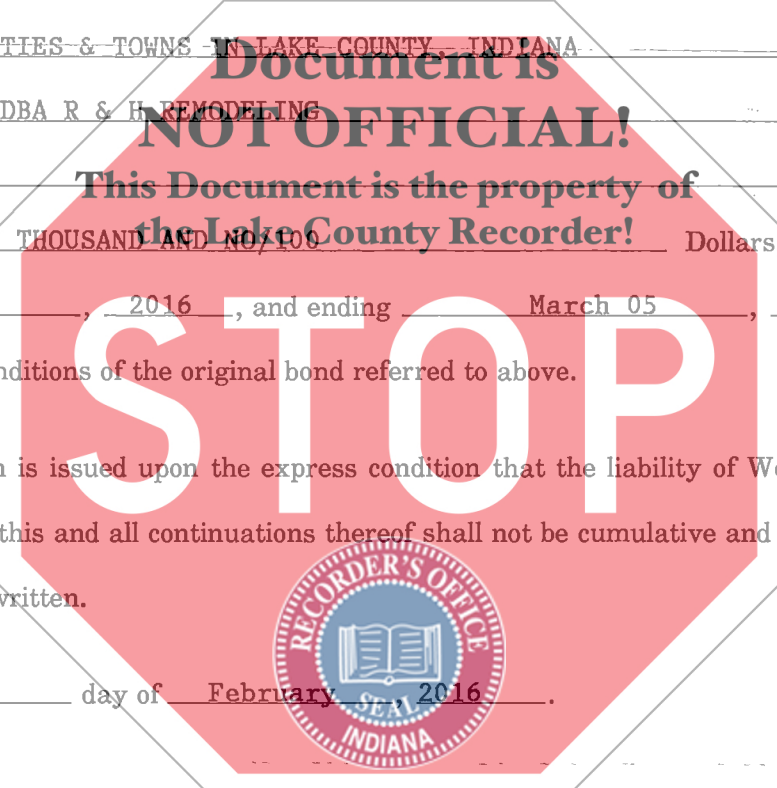 TIES & TOWNS IN LAKE COUNTY, INDIANA
Document is
DBA R & H REMODELING
NOT OFFICIAL!
This Document is the property of
the Lake County Recorder!
THOUSAND AND NO/100 Dollars
, 2016 , and ending March 05 ,
STOP
nditions of the original bond referred to above.
n is issued upon the express condition that the liability of We
this and all continuations thereof shall not be cumulative and
written.
RECORDER'S OFFICE
SEAL
INDIANA
day of February , 2016 .